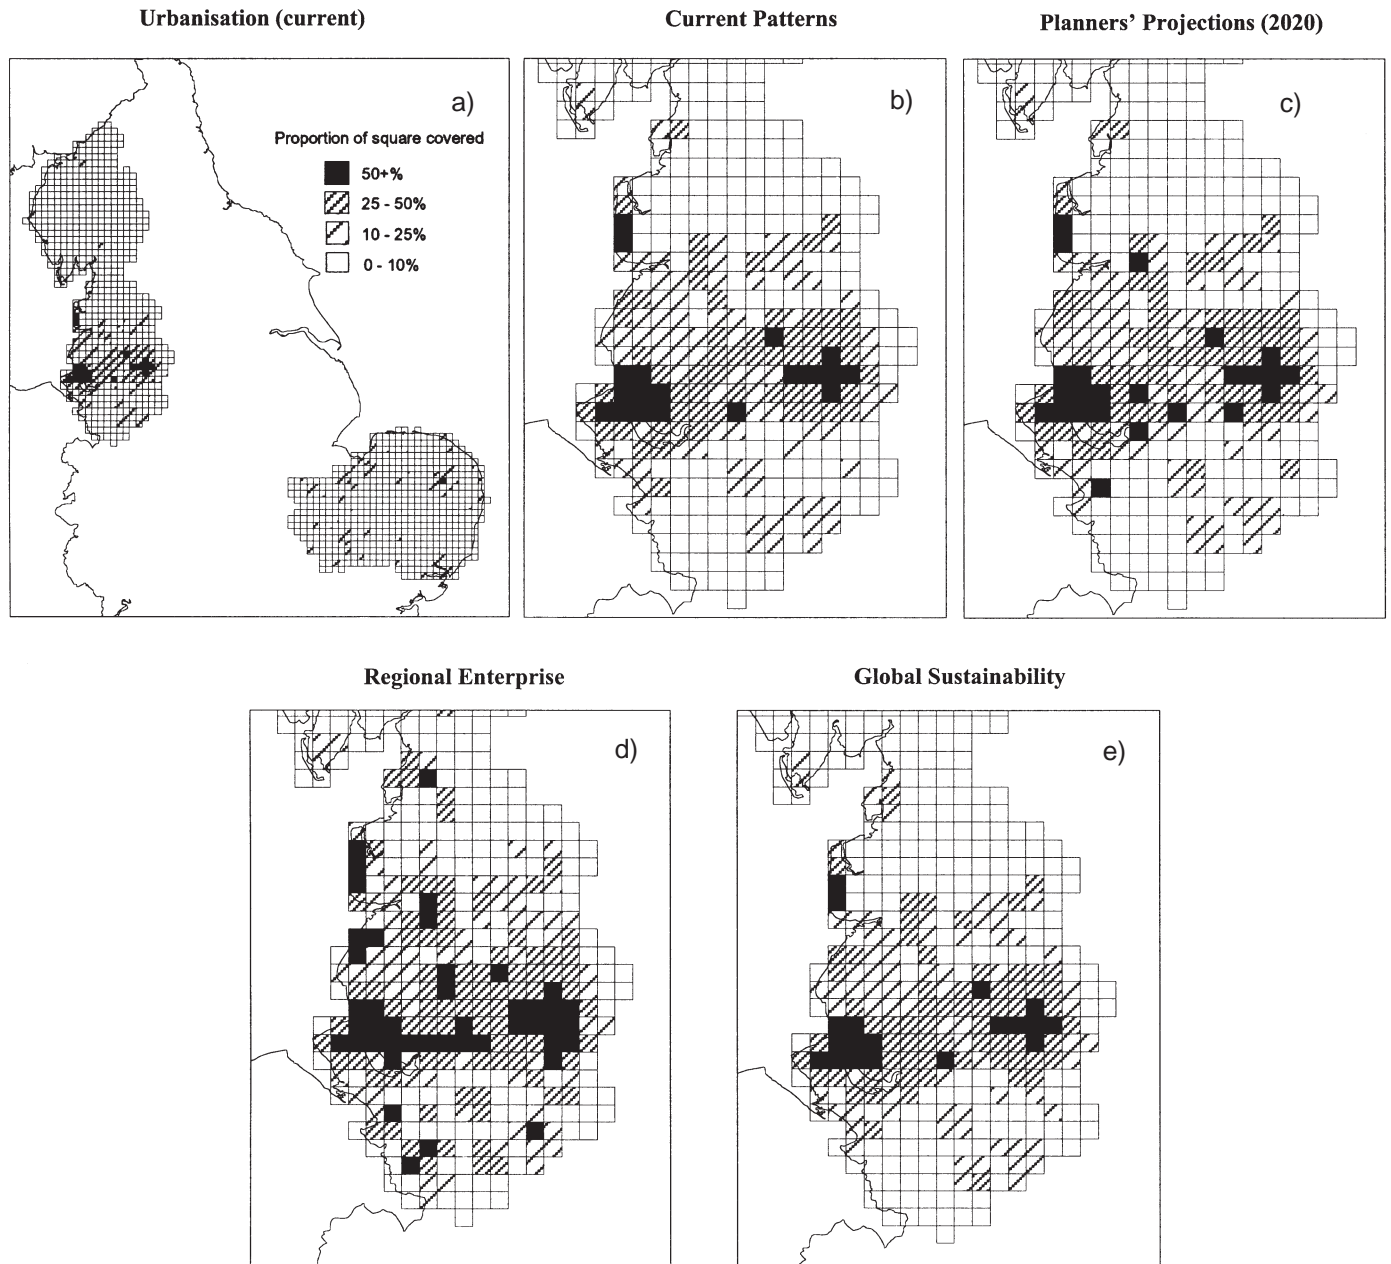 Urbanisation (current)
Current Patterns
Planners’ Projections (2020)
a)
Proportion of square covered
50+%
25 - 50%
10 - 25%
0 - 10%
b)
c)
Regional Enterprise
Global Sustainability
d)
e)